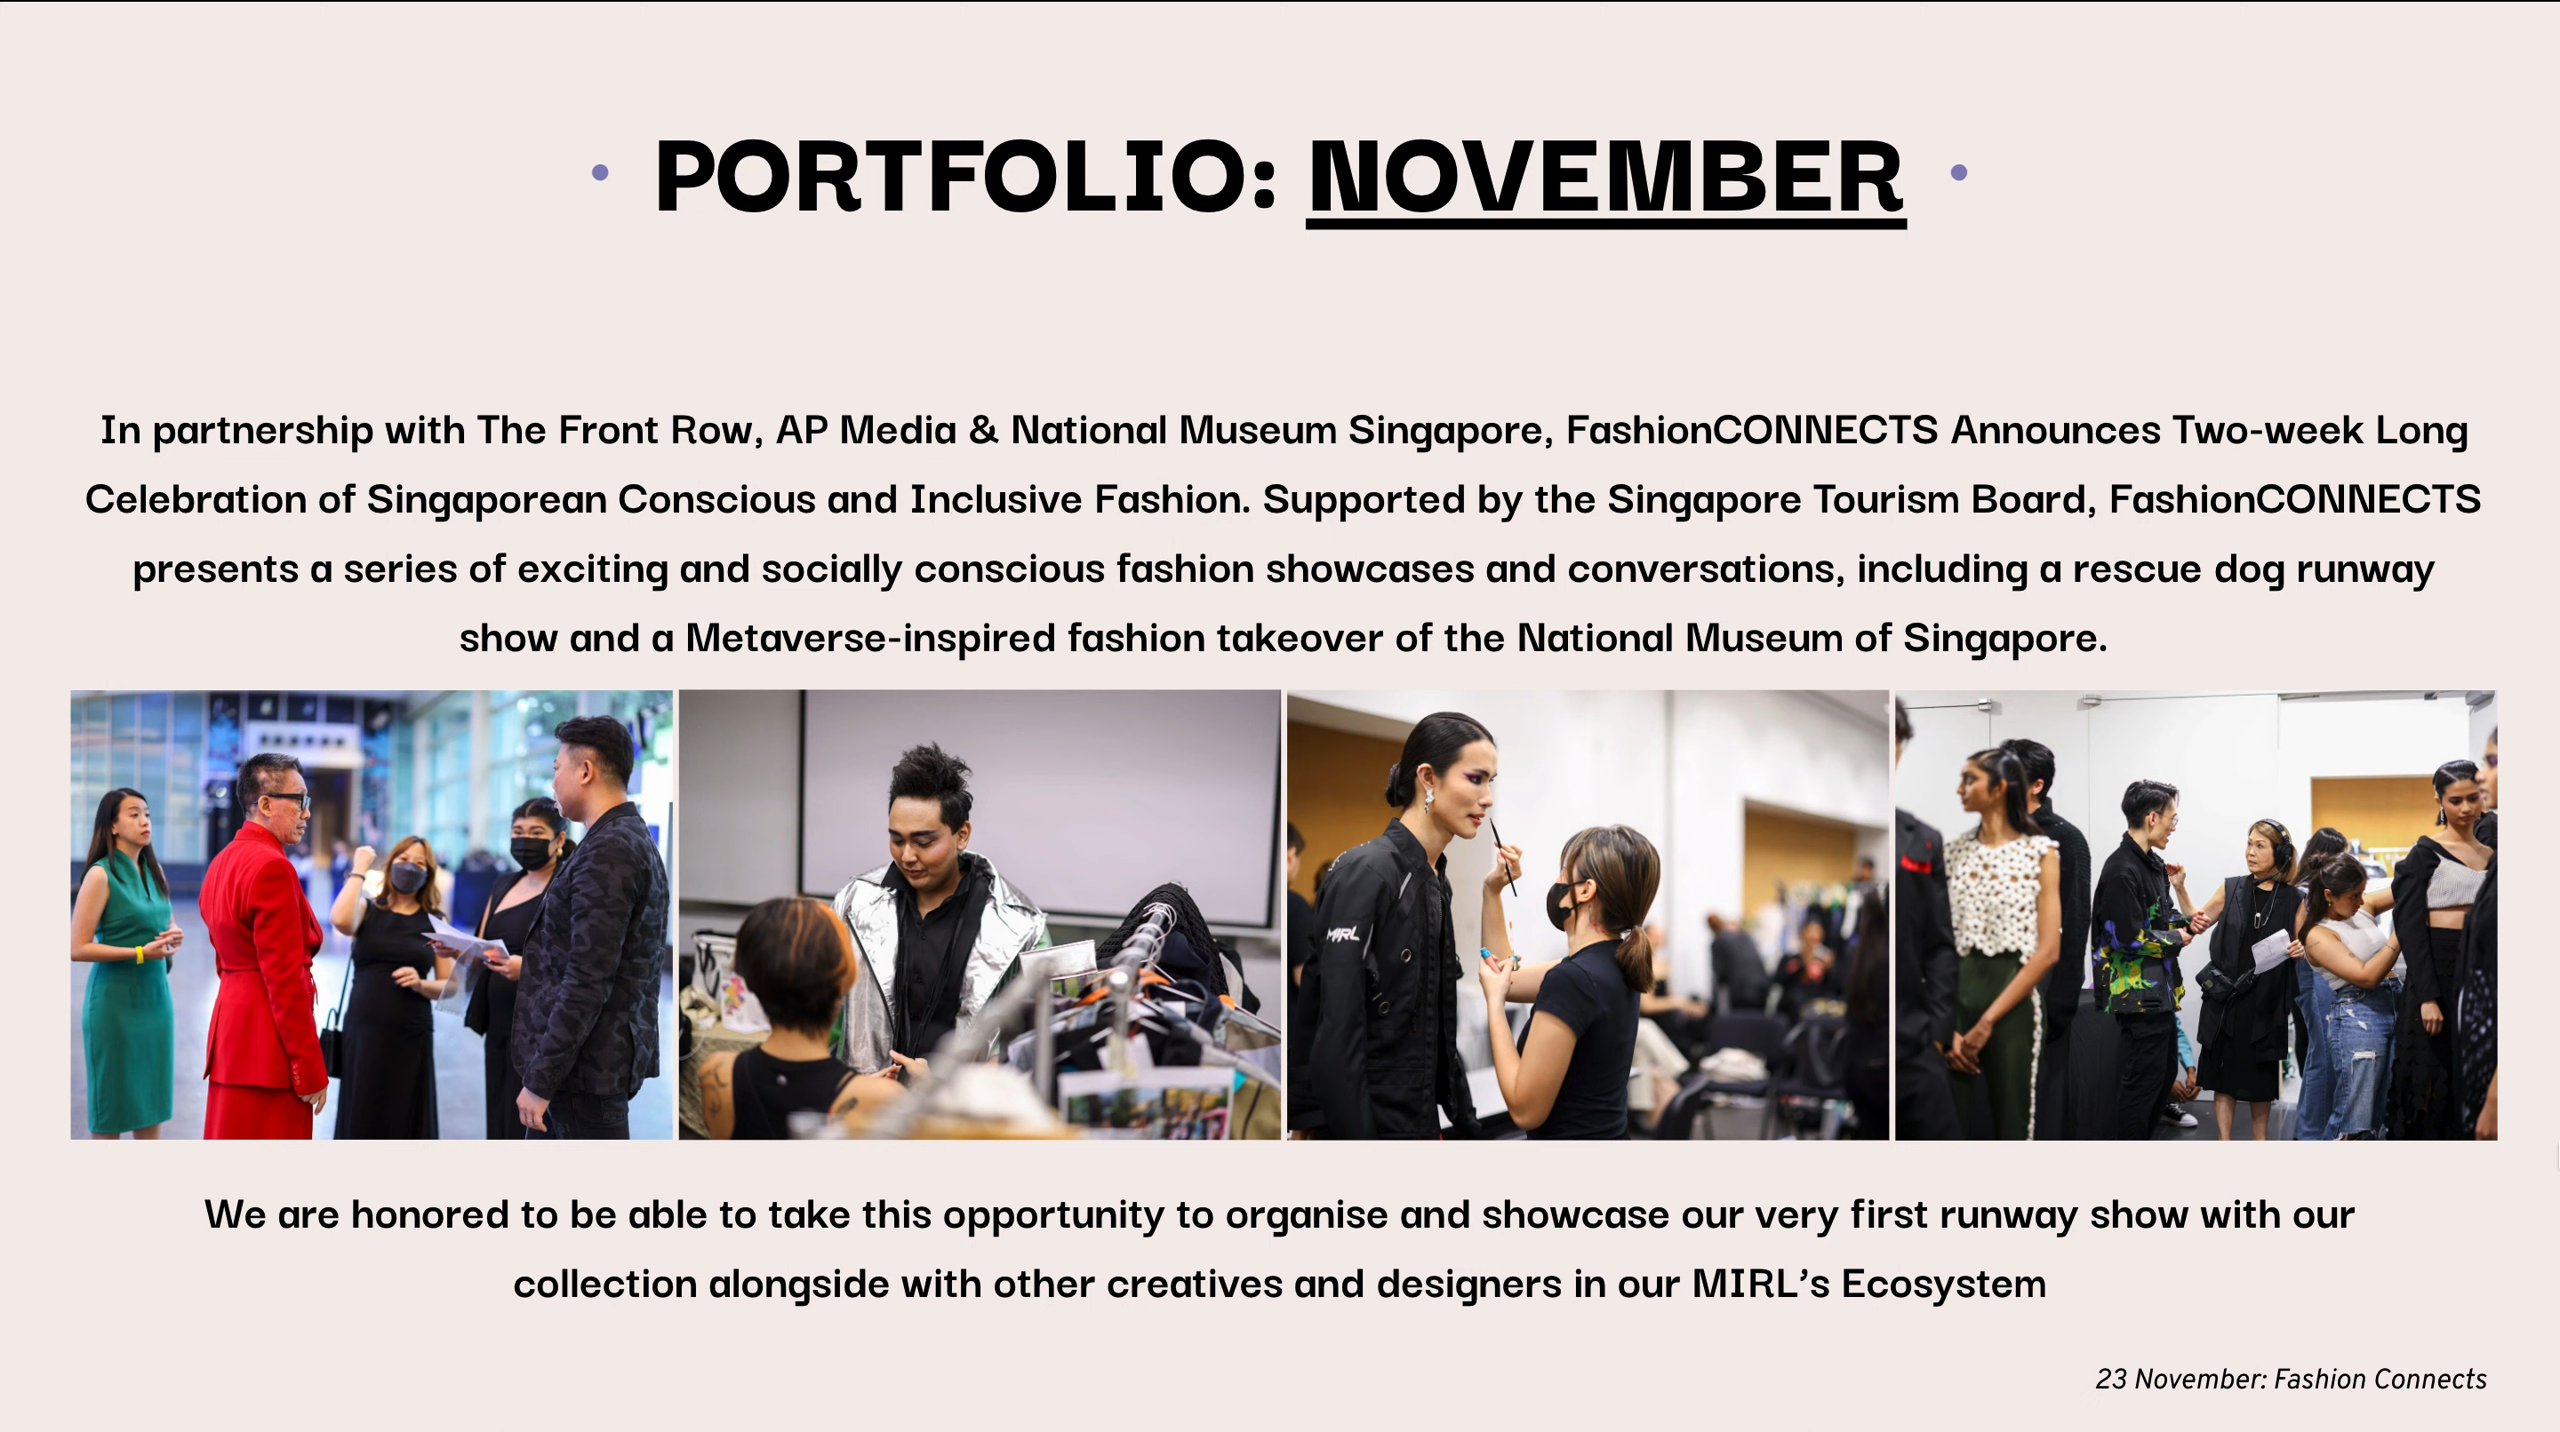 PORTFOLIO: NOVEMBER
In partnership with The Front Row, AP Media & National Museum Singapore, FashionCONNECTS Announces Two-week Long
Celebration of Singaporean Conscious and Inclusive Fashion. Supported by the Singapore Tourism Board, FashionCONNECTS
presents a series of exciting and socially conscious fashion showcases and conversations, including a rescue dog runway
show and a Metaverse-inspired fashion takeover of the National Museum of Singapore.
MIRL
We are honored to be able to take this opportunity to organise and showcase our very first runway show with our
collection alongside with other creatives and designers in our MIRL’s Ecosystem
23 November: Fashion Connects